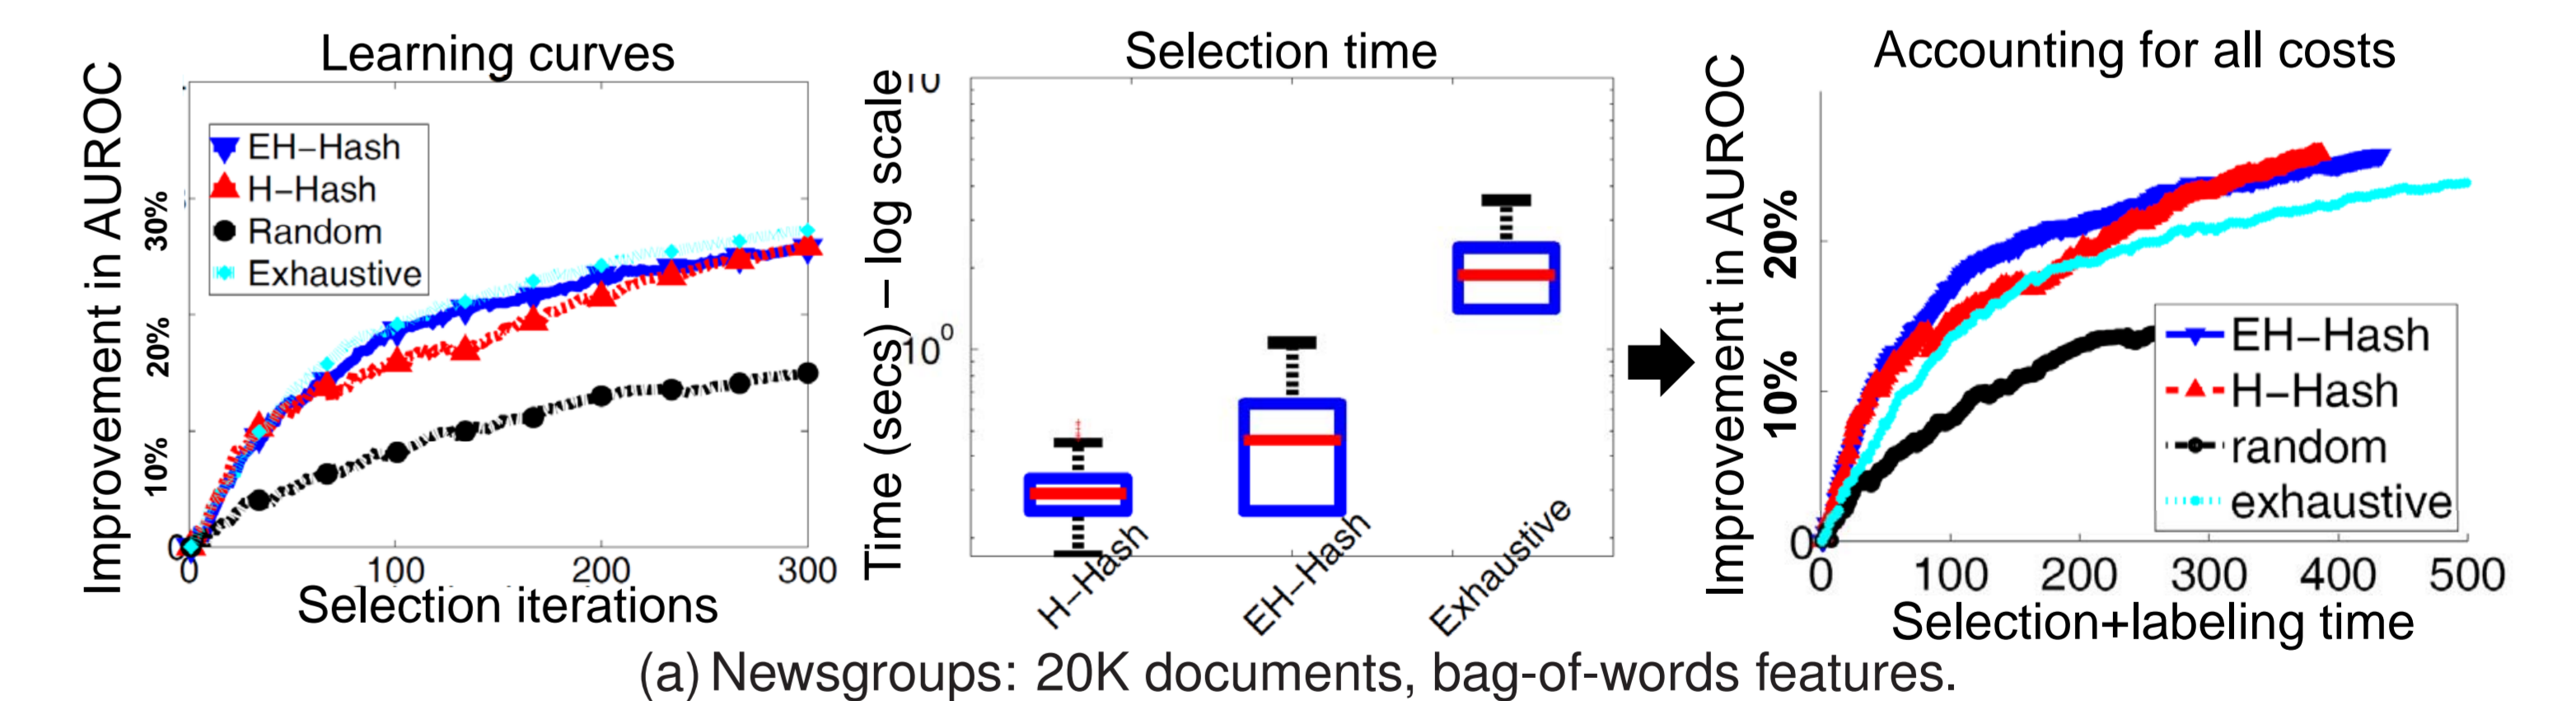 Learning curves
Improvement in AUROC
30%
20%
10%
0
EH-Hash
H-Hash
Random
Exhaustive
0 100 200 300
Selection iterations
Selection time
Time (secs) - log scale
10
10^0
H-Hash
EH-Hash
Exhaustive
Accounting for all costs
Improvement in AUROC
20%
10%
0
EH-Hash
H-Hash
random
exhaustive
0 100 200 300 400 500
Selection+labeling time
(a) Newsgroups: 20K documents, bag-of-words features.